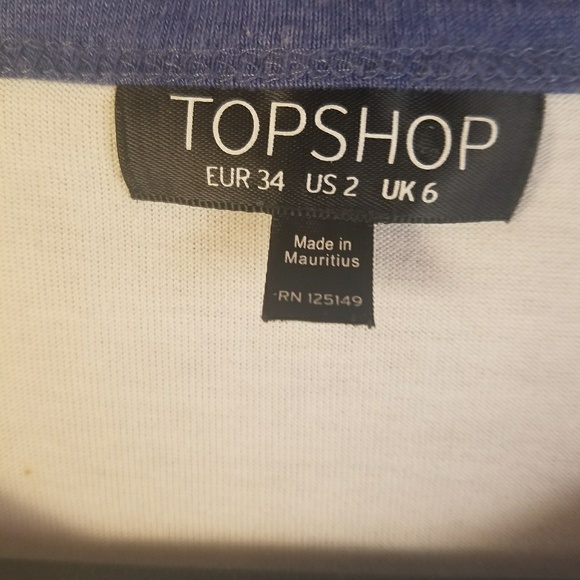 TOPSHOP
EUR 34 US 2 UK 6
Made in
Mauritius
RN 125149